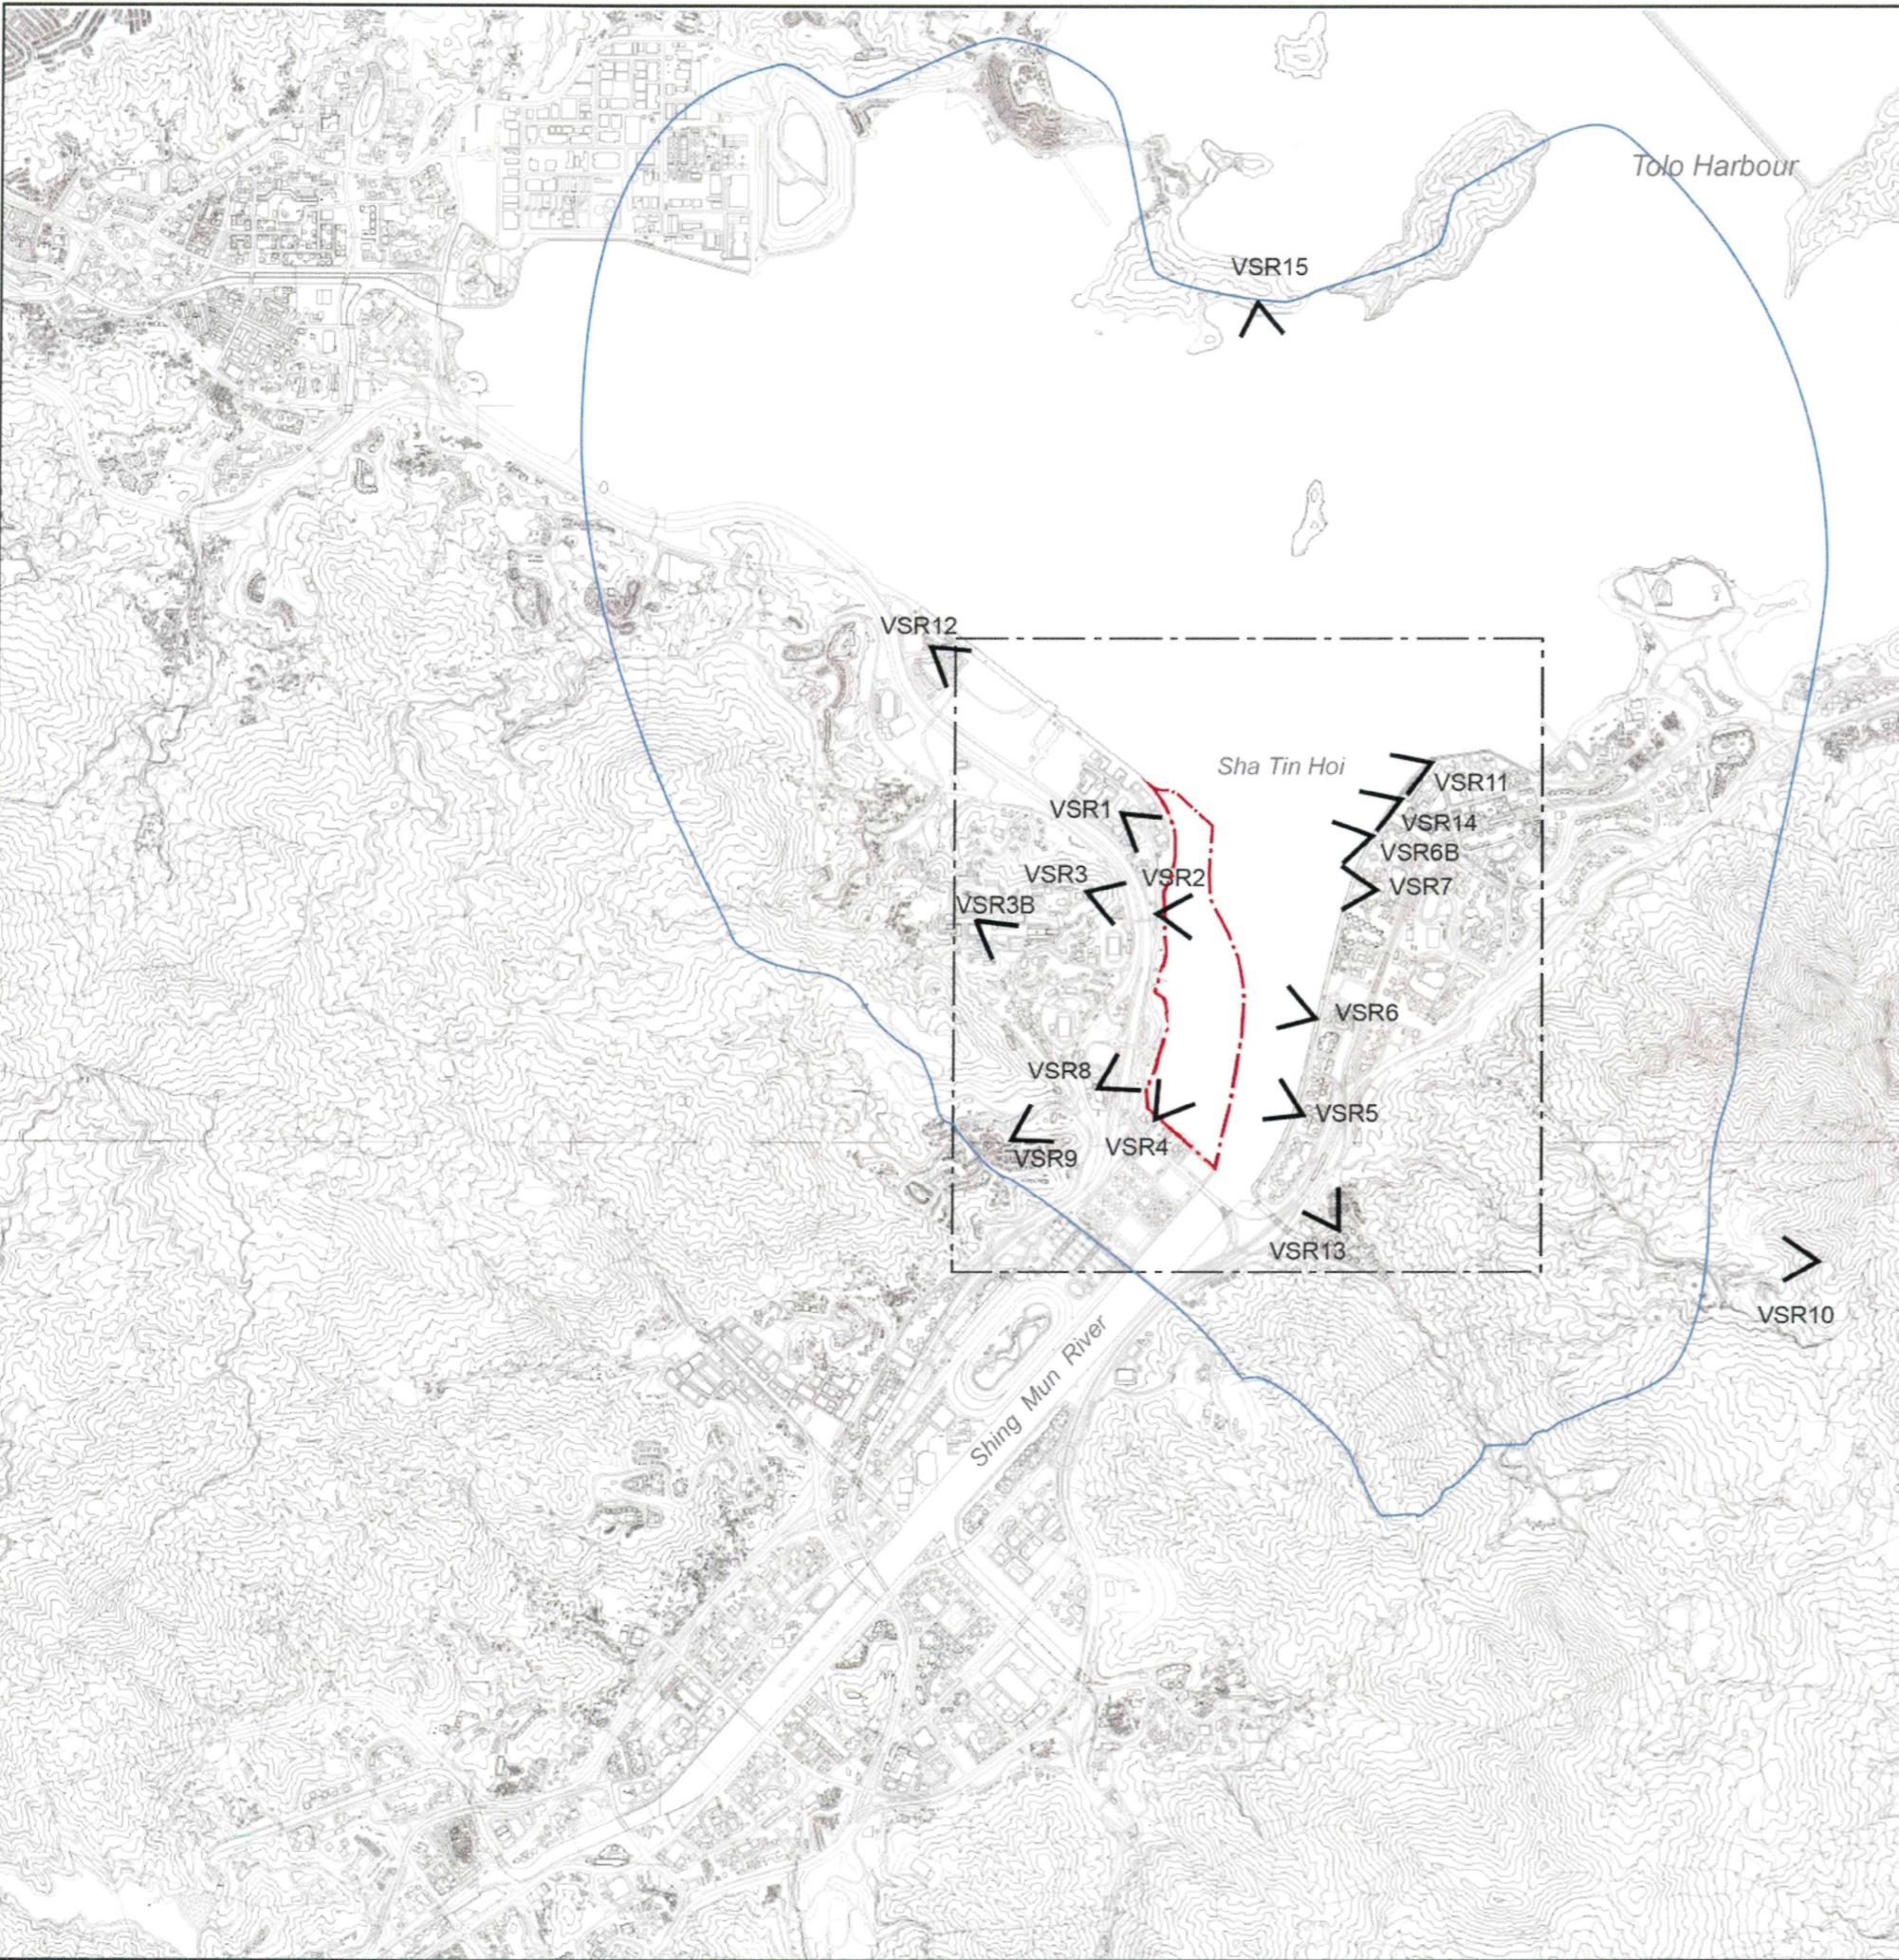 Tolo Harbour
VSR15
VSR12
Sha Tin Hoi
VSR11
VSR1
VSR14
VSR6B
VSR3
VSR2
VSR7
VSR3B
VSR6
VSR8
VSR5
VSR4
VSR9
VSR13
VSR10
Shing Mun River